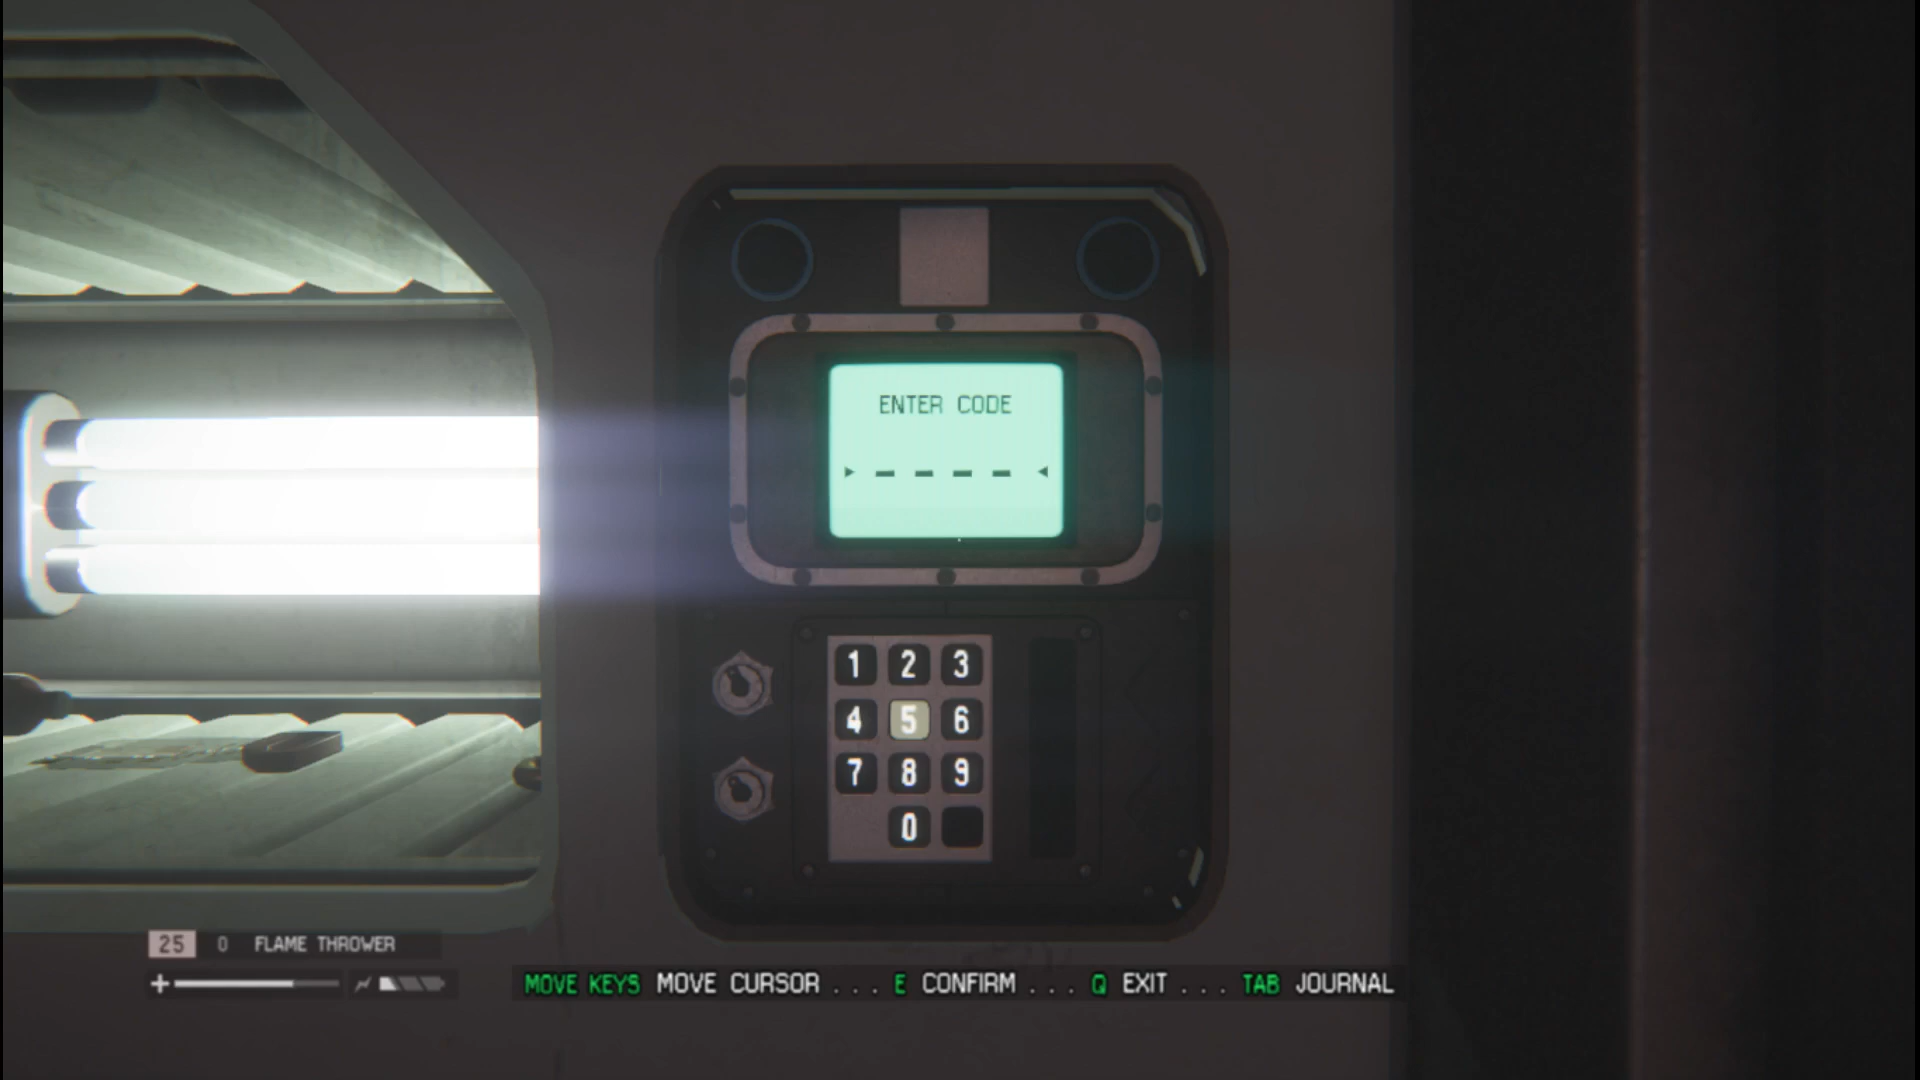 ENTER CODE
▶ _ _ _ _ ◀
1 2 3
4 5 6
7 8 9
0
25 0 FLAME THROWER
MOVE KEYS MOVE CURSOR . . . E CONFIRM . . . Q EXIT . . . TAB JOURNAL